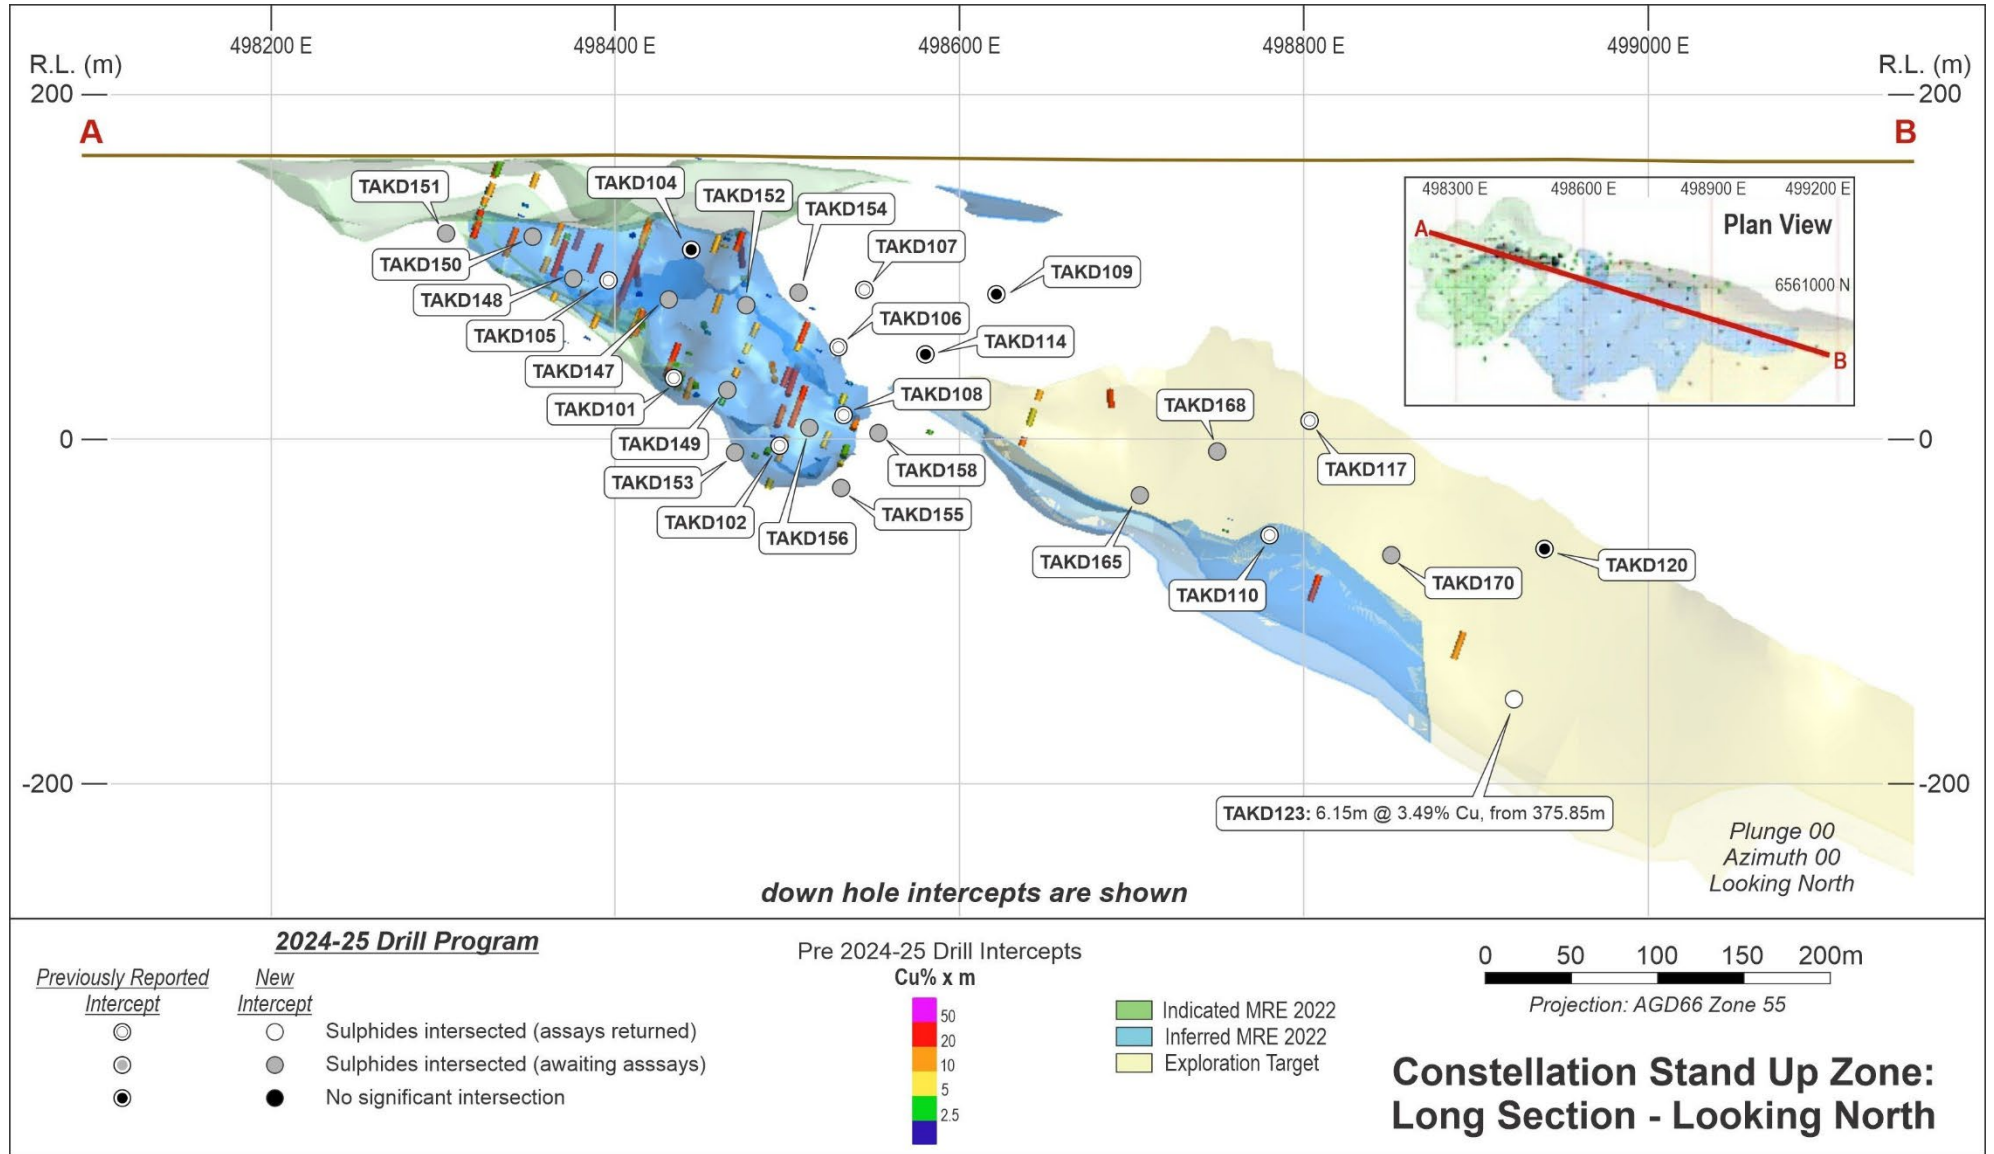 498200 E
498400 E
498600 E
498800 E
499000 E
R.L. (m)
R.L. (m)
200
200
A
B
TAKD151
TAKD104
TAKD152
TAKD154
TAKD107
TAKD109
TAKD150
TAKD148
TAKD105
TAKD106
TAKD114
TAKD147
TAKD101
TAKD108
TAKD149
TAKD168
TAKD117
0
0
TAKD153
TAKD158
TAKD102
TAKD155
TAKD156
TAKD165
TAKD110
TAKD170
TAKD120
498300 E
498600 E
498900 E
499200 E
A
Plan View
6561000 N
B
-200
-200
TAKD123: 6.15m @ 3.49% Cu, from 375.85m
Plunge 00
Azimuth 00
Looking North
down hole intercepts are shown
2024-25 Drill Program
Previously Reported
Intercept
New
Intercept
Sulphides intersected (assays returned)
Sulphides intersected (awaiting asssays)
No significant intersection
Pre 2024-25 Drill Intercepts
Cu% x m
50
20
10
5
2.5
Indicated MRE 2022
Inferred MRE 2022
Exploration Target
0 50 100 150 200m
Projection: AGD66 Zone 55
Constellation Stand Up Zone:
Long Section - Looking North